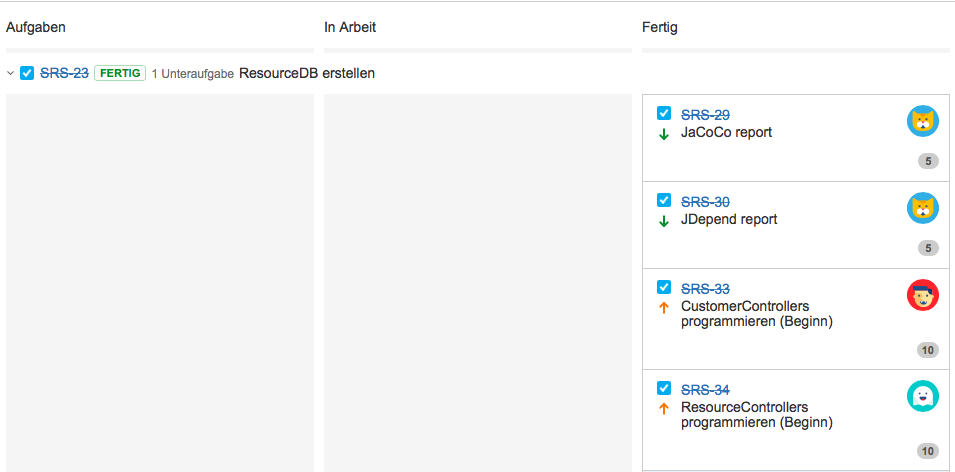 Aufgaben
In Arbeit
Fertig
SRS-23 FERTIG 1 Unteraufgabe ResourceDB erstellen
SRS-29
JaCoCo report
5
SRS-30
JDepend report
5
SRS-33
CustomerControllers
programmieren (Beginn)
10
SRS-34
ResourceControllers
programmieren (Beginn)
10